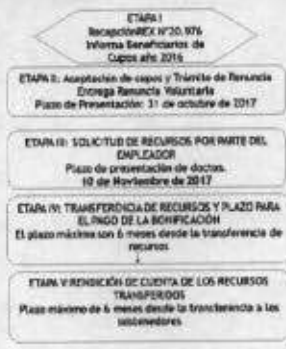 ETAPA I
Recepción REX N°20.976
Informa Beneficiarios de
Cupos año 2016
ETAPA II: Aceptación de cupos y Trámite de Renuncia
Entrega Renuncia Voluntaria
Plazo de Presentación: 31 de octubre de 2017
ETAPA III: SOLICITUD DE RECURSOS POR PARTE DEL
EMPLEADOR
Plazo de presentación de doctos.
10 de Noviembre de 2017
ETAPA IV: TRANSFERENCIA DE RECURSOS Y PLAZO PARA
EL PAGO DE LA BONIFICACIÓN
El plazo máximo son 6 meses desde la transferencia de
recursos
ETAPA V RENDICIÓN DE CUENTA DE LOS RECURSOS
TRANSFERIDOS
Plazo máximo de 6 meses desde la transferencia a los
sostenedores